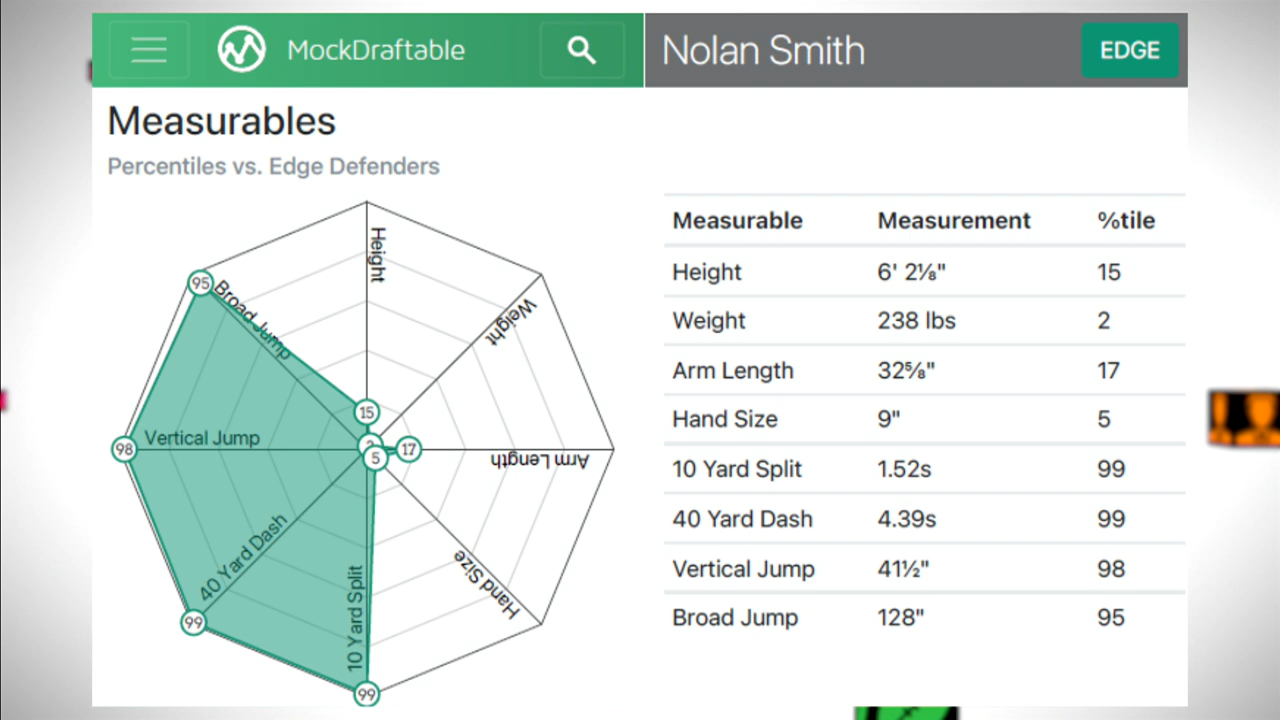 MockDraftable
Nolan Smith
EDGE
Measurables
Percentiles vs. Edge Defenders
Height
Weight
Arm Length
Hand Size
10 Yard Split
40 Yard Dash
Vertical Jump
Broad Jump
15
2
17
5
99
99
98
95
Measurable Measurement %tile
Height 6' 2⅛" 15
Weight 238 lbs 2
Arm Length 32⅝" 17
Hand Size 9" 5
10 Yard Split 1.52s 99
40 Yard Dash 4.39s 99
Vertical Jump 41½" 98
Broad Jump 128" 95